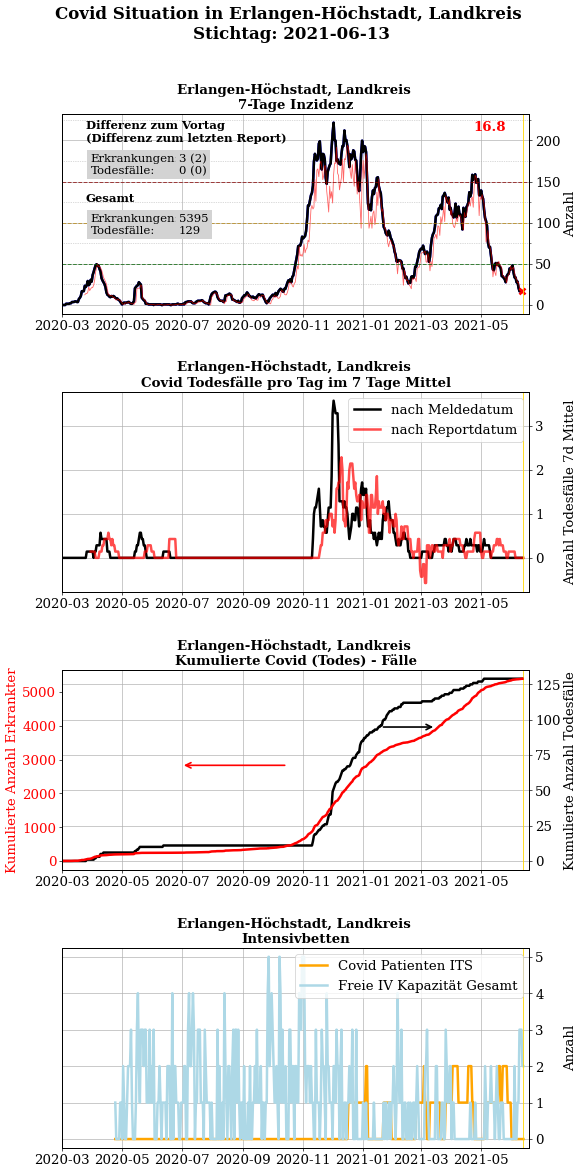 Covid Situation in Erlangen-Höchstadt, Landkreis
Stichtag: 2021-06-13
Erlangen-Höchstadt, Landkreis
7-Tage Inzidenz
Differenz zum Vortag
(Differenz zum letzten Report)
Erkrankungen 3 (2)
Todesfälle: 0 (0)
Gesamt
Erkrankungen 5395
Todesfälle: 129
16.8
200
150
100
50
0
Anzahl
2020-03 2020-05 2020-07 2020-09 2020-11 2021-01 2021-03 2021-05
Erlangen-Höchstadt, Landkreis
Covid Todesfälle pro Tag im 7 Tage Mittel
nach Meldedatum
nach Reportdatum
3
2
1
0
Anzahl Todesfälle 7d Mittel
2020-03 2020-05 2020-07 2020-09 2020-11 2021-01 2021-03 2021-05
Erlangen-Höchstadt, Landkreis
Kumulierte Covid (Todes) - Fälle
Kumulierte Anzahl Erkrankter
5000
4000
3000
2000
1000
0
125
100
75
50
25
0
Kumulierte Anzahl Todesfälle
2020-03 2020-05 2020-07 2020-09 2020-11 2021-01 2021-03 2021-05
Erlangen-Höchstadt, Landkreis
Intensivbetten
Covid Patienten ITS
Freie IV Kapazität Gesamt
5
4
3
2
1
0
Anzahl
2020-03 2020-05 2020-07 2020-09 2020-11 2021-01 2021-03 2021-05